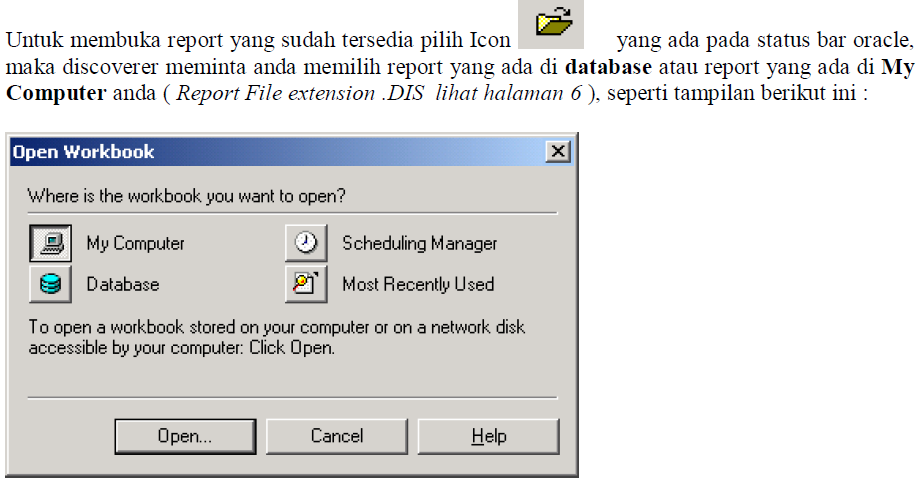 Untuk membuka report yang sudah tersedia pilih Icon yang ada pada status bar oracle,
maka discoverer meminta anda memilih report yang ada di database atau report yang ada di My
Computer anda ( Report File extension .DIS lihat halaman 6 ), seperti tampilan berikut ini :
Open Workbook
Where is the workbook you want to open?
My Computer
Scheduling Manager
Database
Most Recently Used
To open a workbook stored on your computer or on a network disk
accessible by your computer: Click Open.
Open...
Cancel
Help